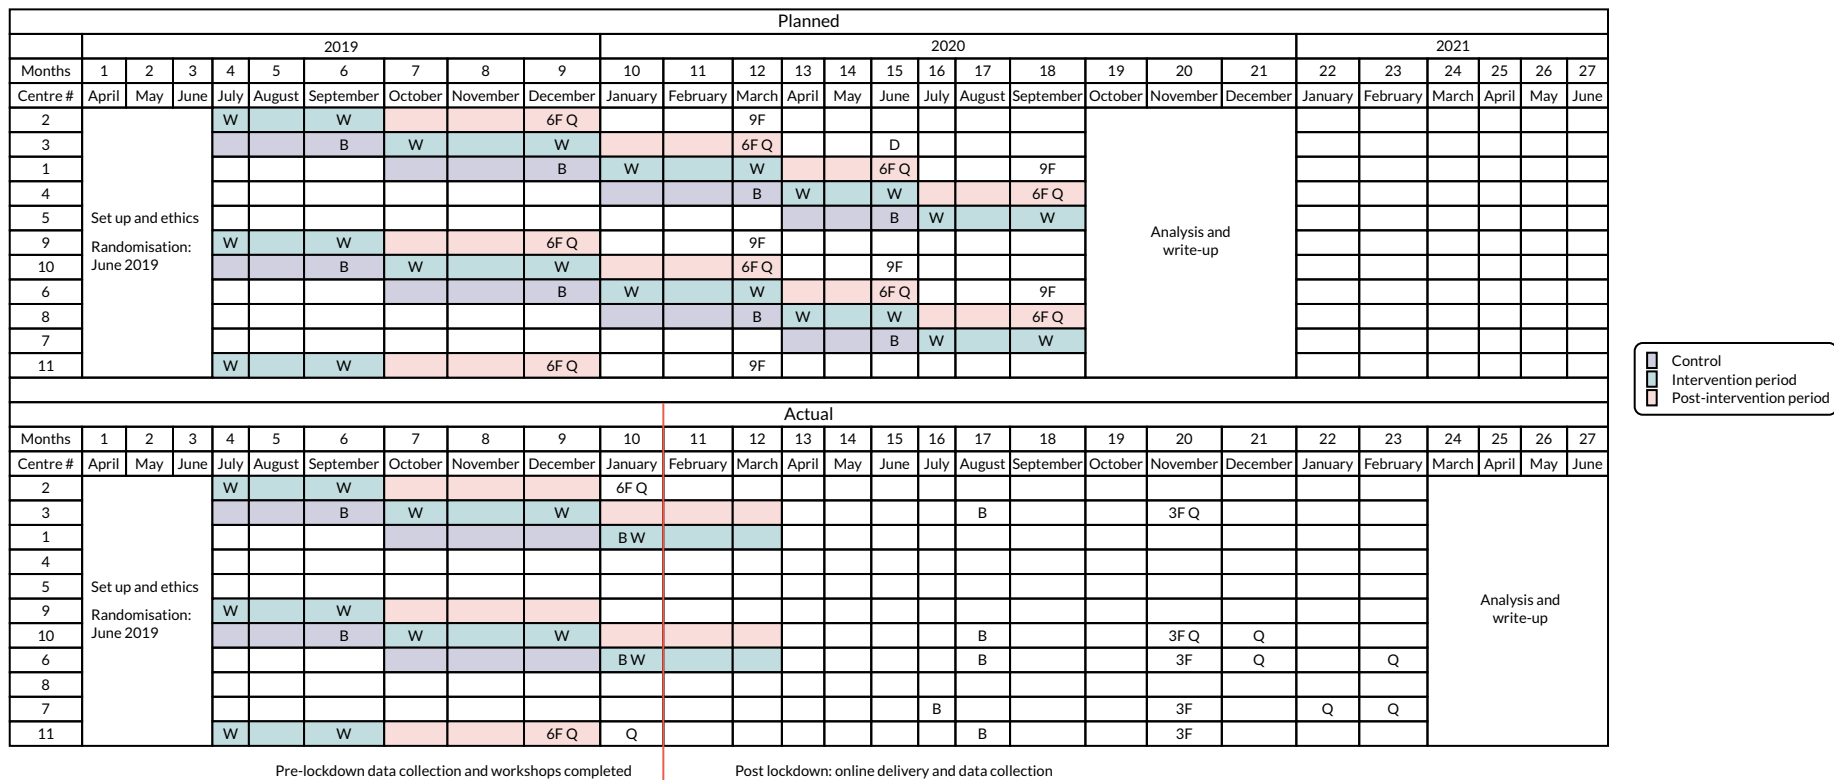 Planned
2019 2020 2021
Months 1 2 3 4 5 6 7 8 9 10 11 12 13 14 15 16 17 18 19 20 21 22 23 24 25 26 27
Centre # April May June July August September October November December January February March April May June July August September October November December January February March April May June
2 W W 6F Q 9F
3 B W W 6F Q D
1 B W W 6F Q 9F
4 B W W 6F Q
5 B W W
Set up and ethics
Randomisation:
June 2019
Analysis and
write-up
9 W W 6F Q 9F
10 B W W 6F Q 9F
6 B W W 6F Q 9F
8 B W W 6F Q
7 B W W
11 W W 6F Q 9F
Control
Intervention period
Post-intervention period
Actual
Months 1 2 3 4 5 6 7 8 9 10 11 12 13 14 15 16 17 18 19 20 21 22 23 24 25 26 27
Centre # April May June July August September October November December January February March April May June July August September October November December January February March April May June
2 W W 6F Q
3 B W W B 3F Q
1 B W
4
5
Set up and ethics
Randomisation:
June 2019
Analysis and
write-up
9 W W
10 B W W B 3F Q Q
6 B W B 3F Q Q
8
7 B 3F Q Q
11 W W 6F Q Q B 3F
Pre-lockdown data collection and workshops completed
Post lockdown: online delivery and data collection